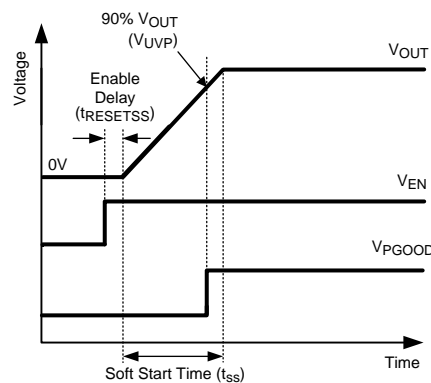 90% VOUT
(VUVP)
VOUT
Enable
Delay
(tRESETSS)
Voltage
0V
VEN
VPGOOD
Time
Soft Start Time (tss)